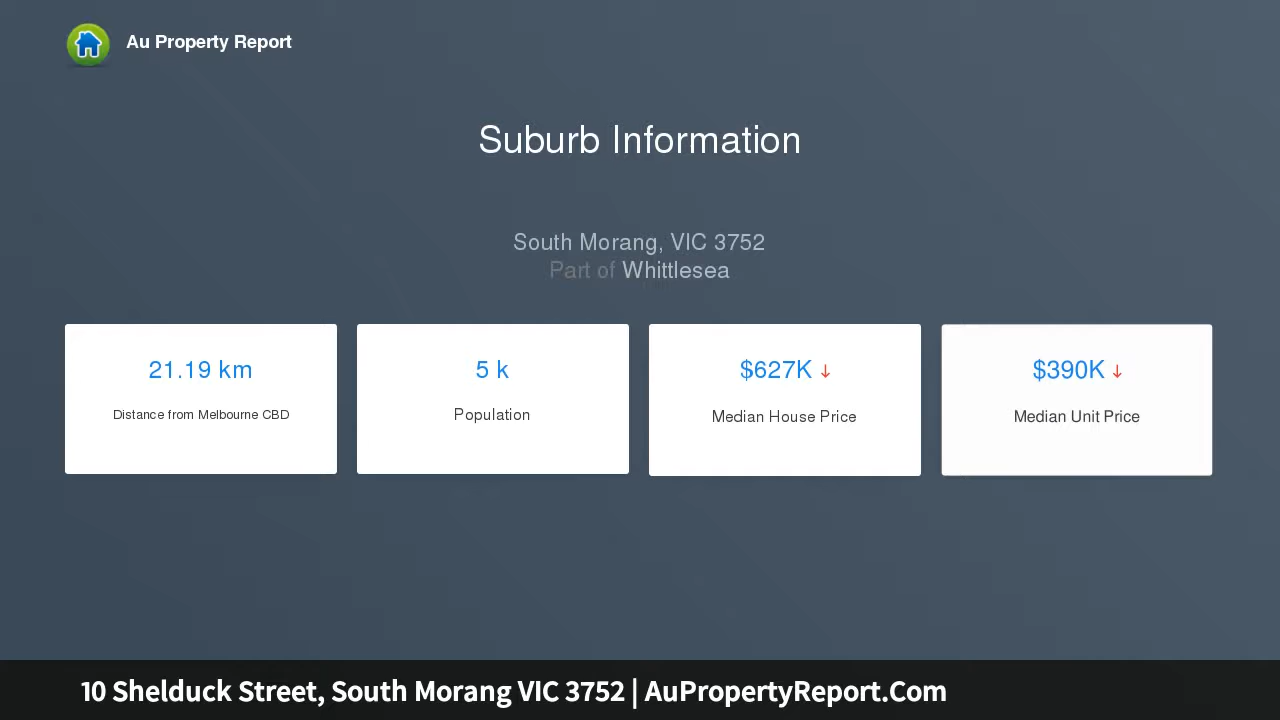 Au Property Report
Suburb Information
South Morang, VIC 3752
Part of Whittlesea
21.19 km
Distance from Melbourne CBD
5 k
Population
$627K ↓
Median House Price
$390K ↓
Median Unit Price
10 Shelduck Street, South Morang VIC 3752 | AuPropertyReport.Com